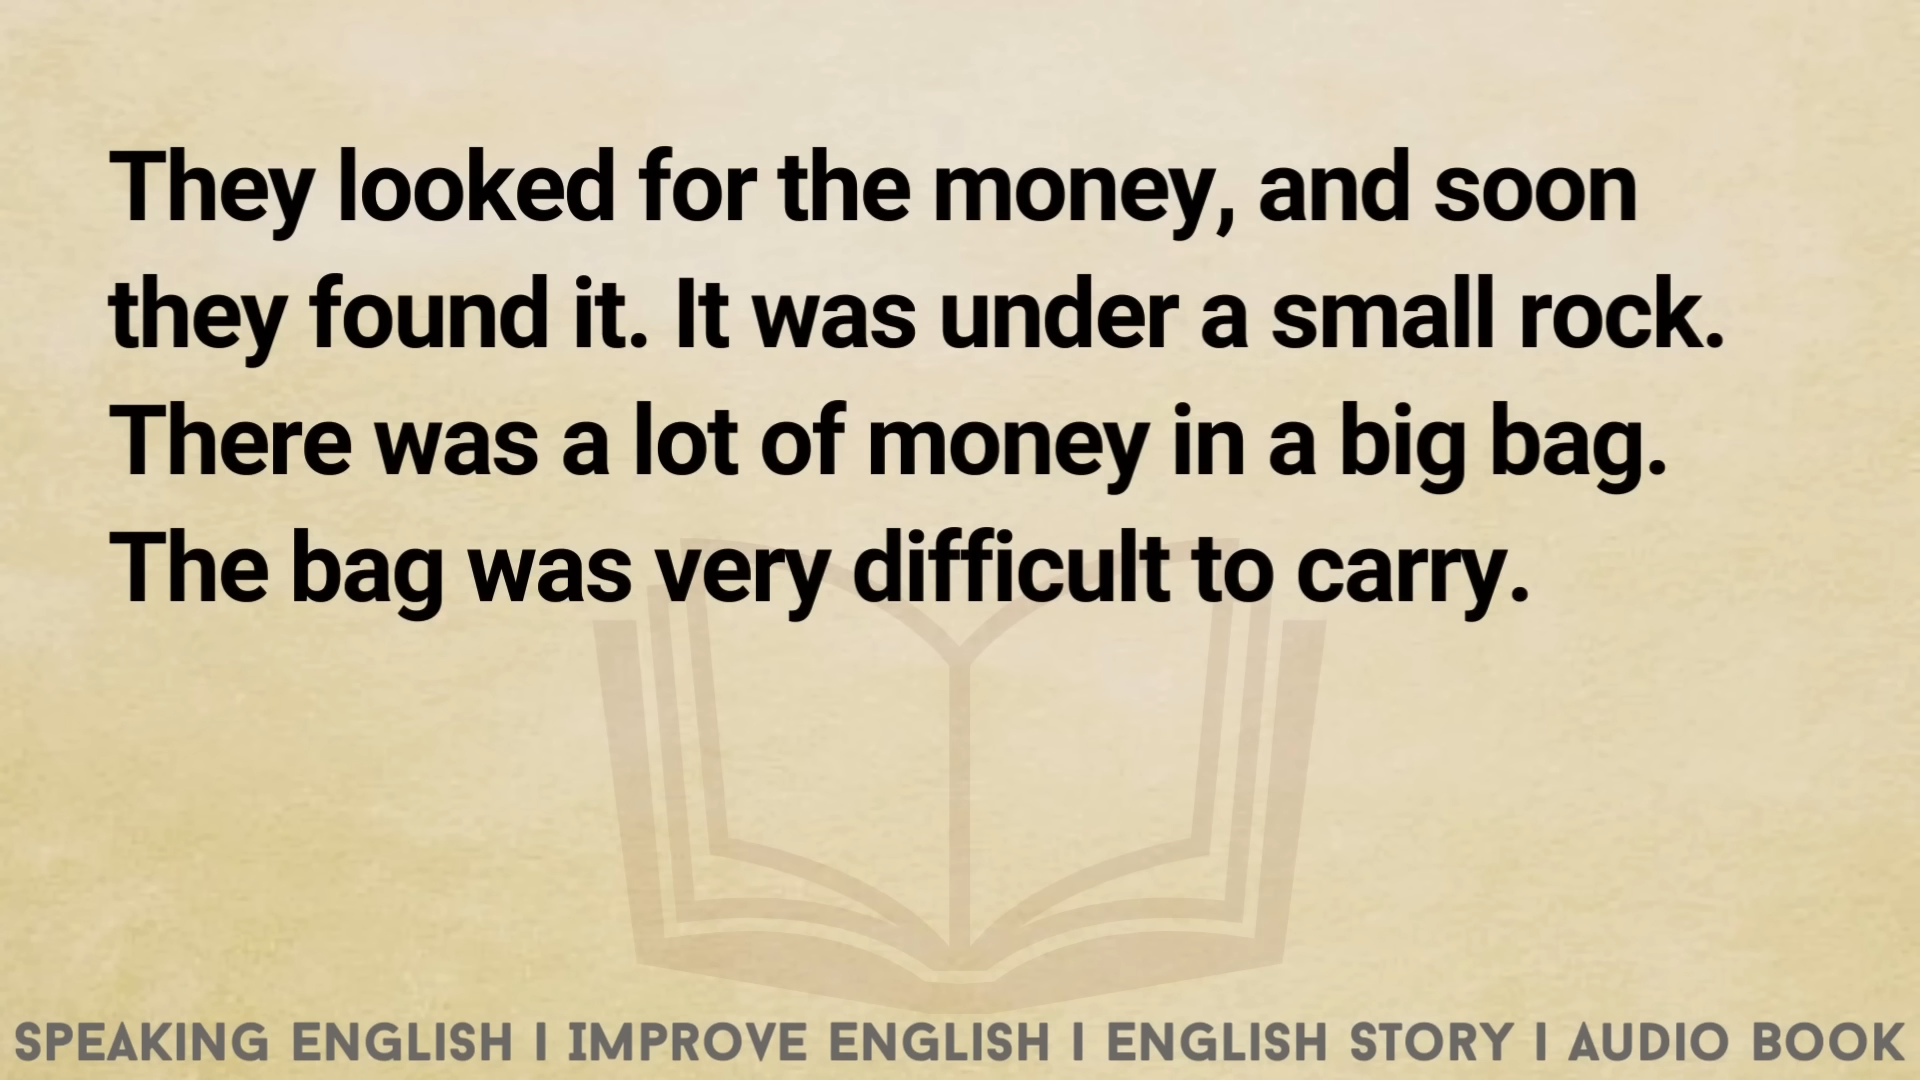 They looked for the money, and soon
they found it. It was under a small rock.
There was a lot of money in a big bag.
The bag was very difficult to carry.
SPEAKING ENGLISH I IMPROVE ENGLISH I ENGLISH STORY I AUDIO BOOK